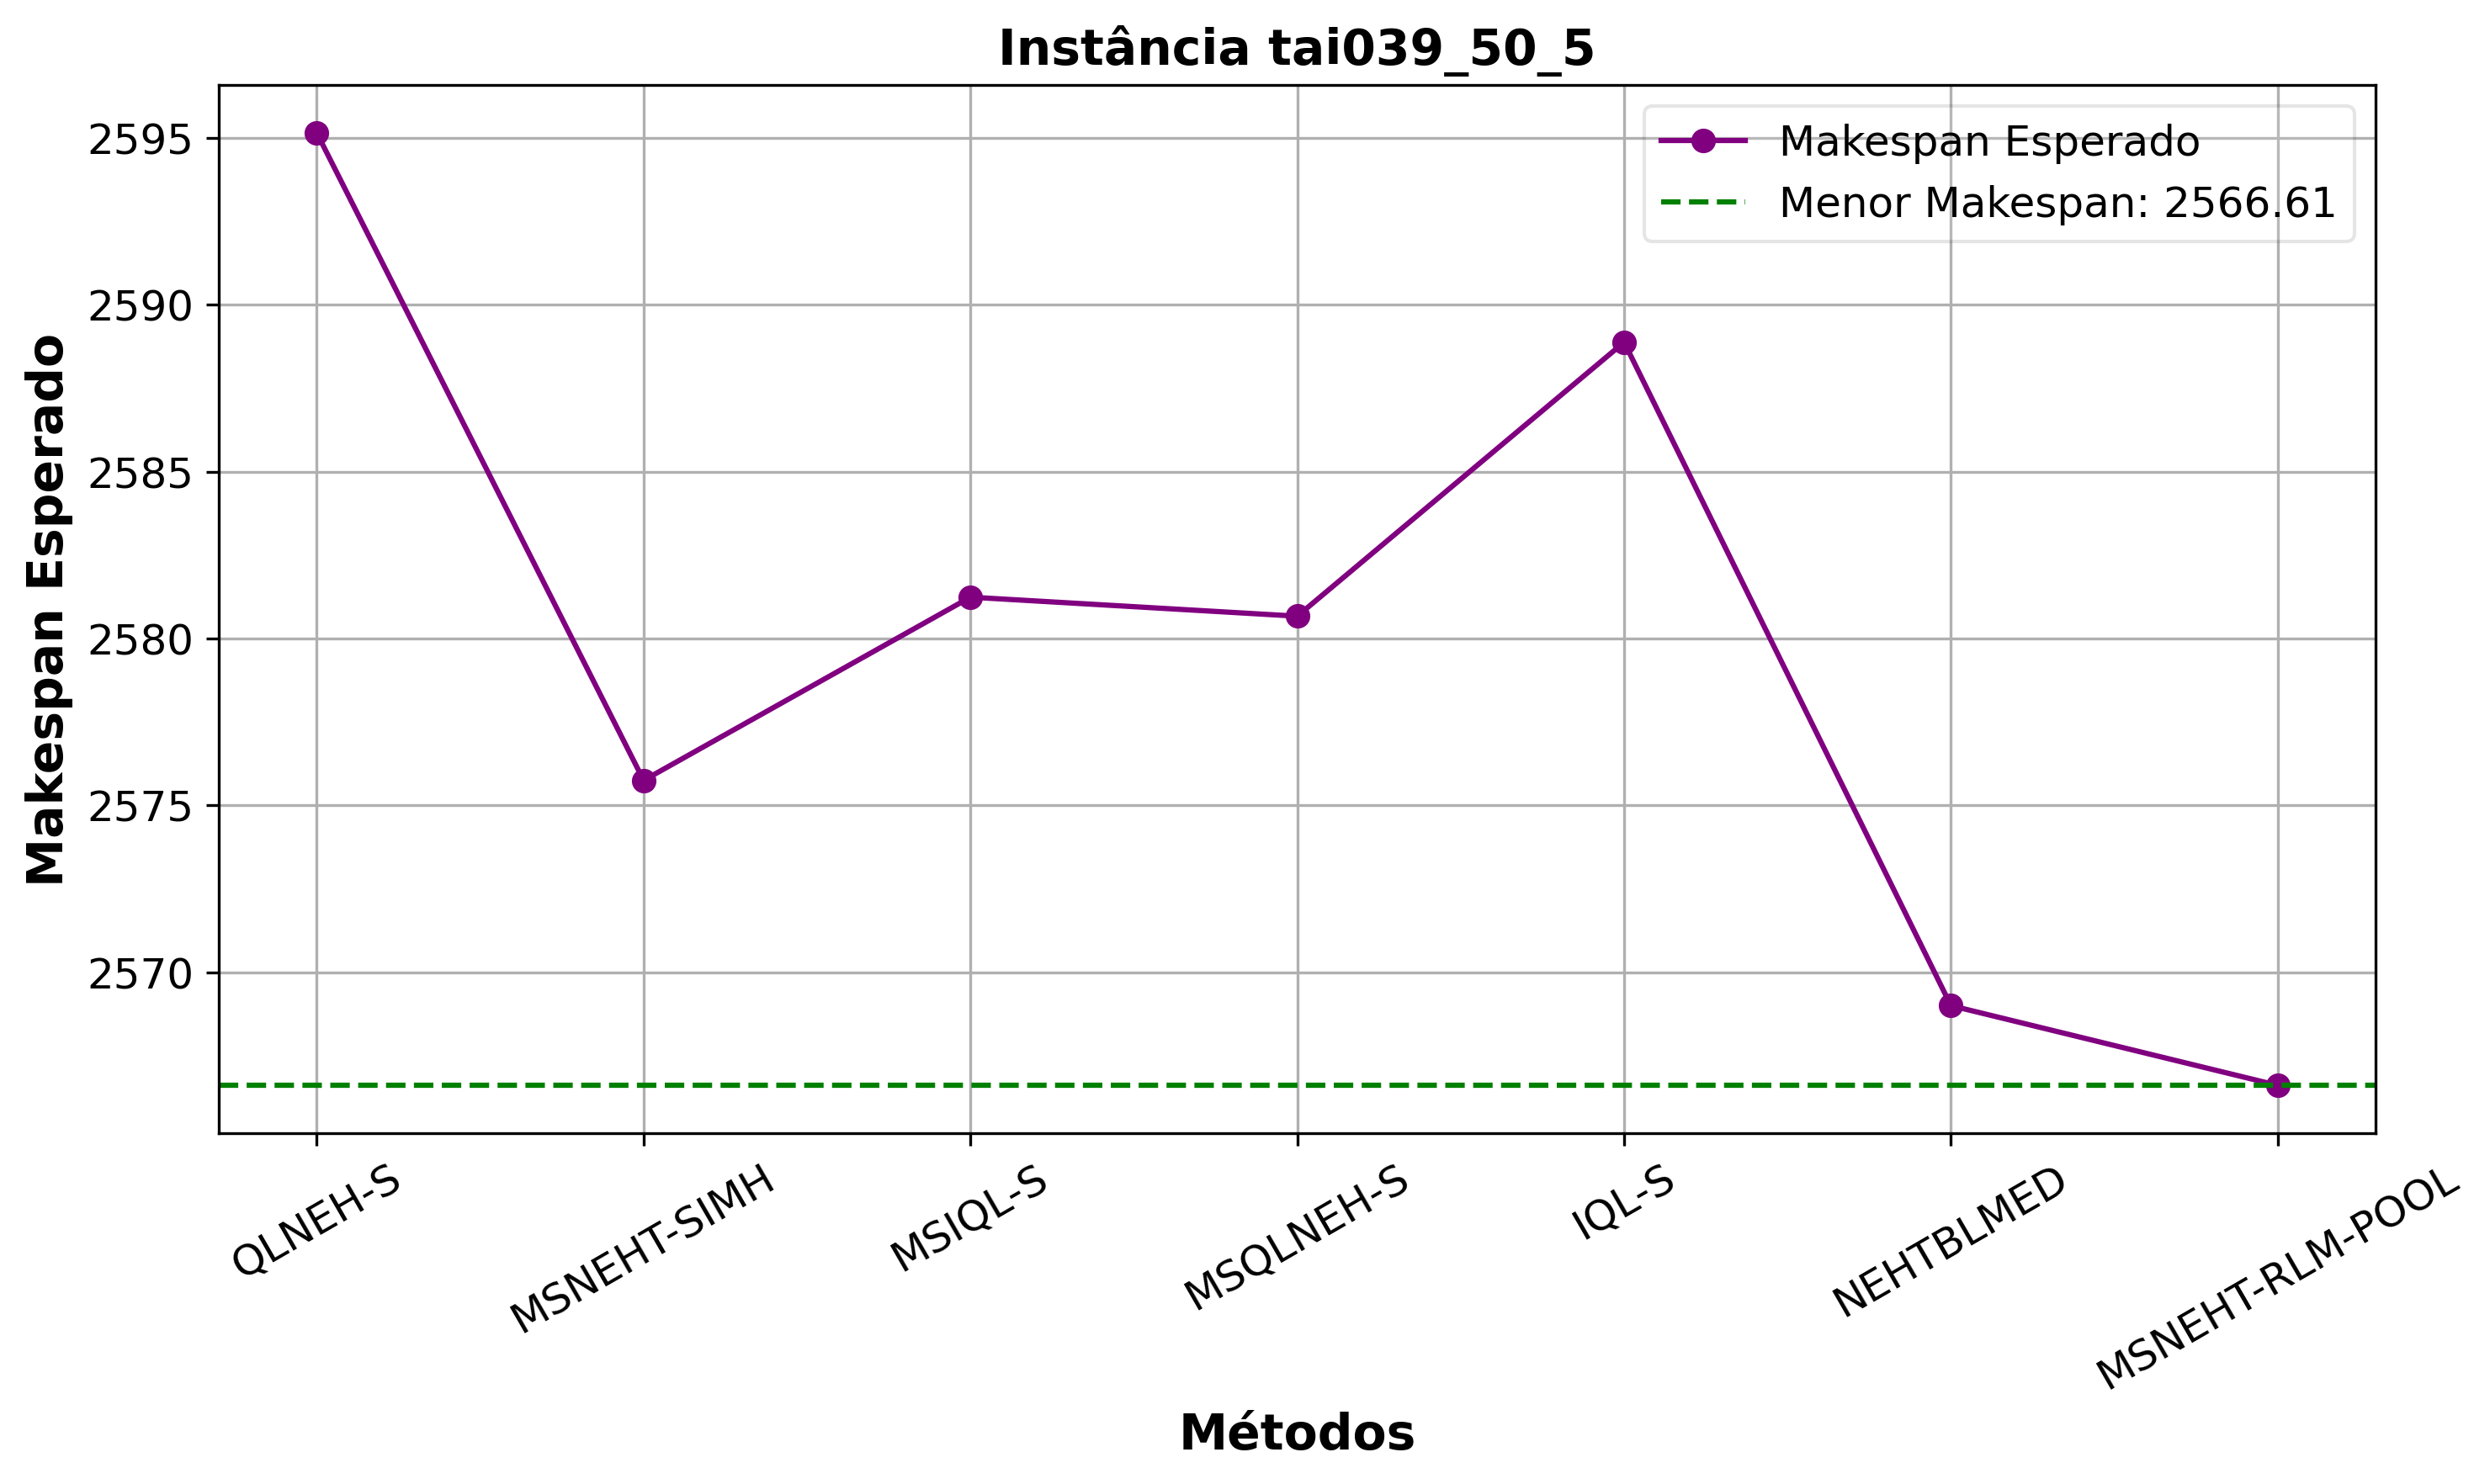 Instância tai039_50_5
Makespan Esperado
Menor Makespan: 2566.61
Makespan Esperado
2595
2590
2585
2580
2575
2570
QLNEH-S
MSNEHT-SIMH
MSIQL-S
MSQLNEH-S
IQL-S
NEHTBLMED
MSNEHT-RLM-POOL
Métodos